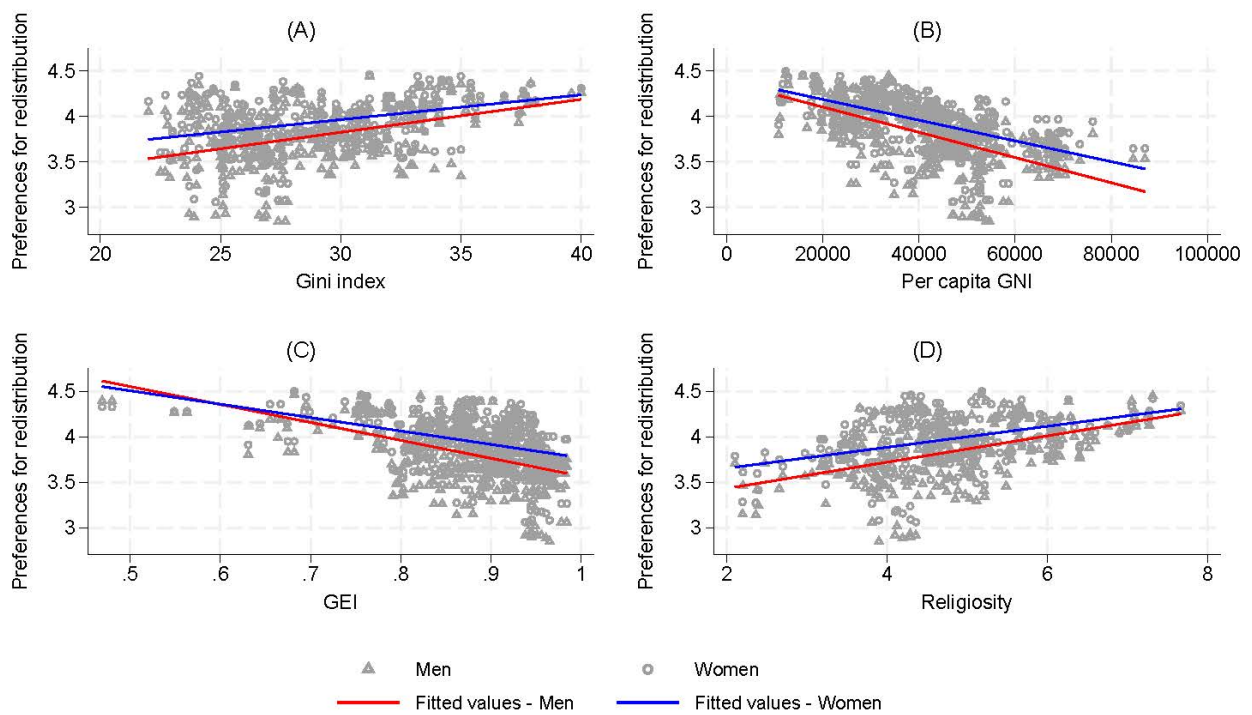 (A)
Preferences for redistribution
4.5
4
3.5
3
20 25 30 35 40
Gini index
(B)
Preferences for redistribution
4.5
4
3.5
3
0 20000 40000 60000 80000 100000
Per capita GNI
(C)
Preferences for redistribution
4.5
4
3.5
3
.5 .6 .7 .8 .9 1
GEI
(D)
Preferences for redistribution
4.5
4
3.5
3
2 4 6 8
Religiosity
Men Women
Fitted values - Men Fitted values - Women